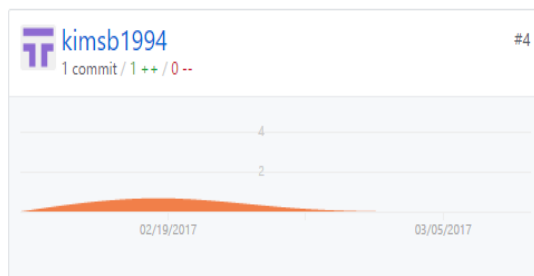 kimsb1994
#4
1 commit / 1 ++ / 0 --
4
2
02/19/2017
03/05/2017